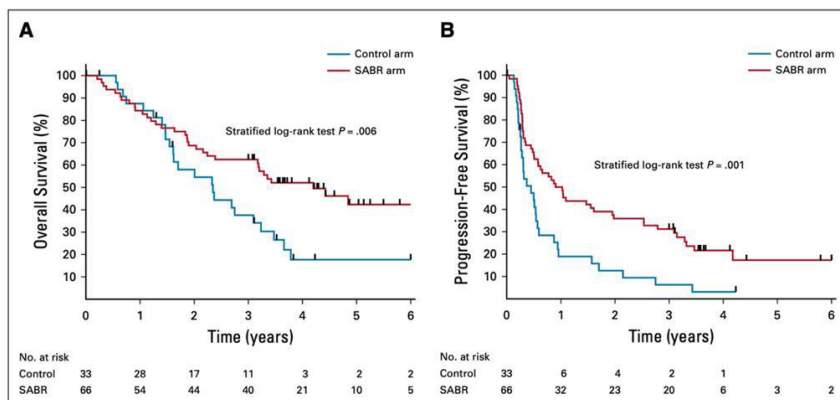 A
Control arm
SABR arm
100
90
80
70
60
50
40
30
20
10
Overall Survival (%)
Stratified log-rank test P = .006
0 1 2 3 4 5 6
Time (years)
No. at risk
Control 33 28 17 11 3 2 2
SABR 66 54 44 40 21 10 5
B
Control arm
SABR arm
100
90
80
70
60
50
40
30
20
10
Progression-Free Survival (%)
Stratified log-rank test P = .001
0 1 2 3 4 5 6
Time (years)
No. at risk
Control 33 6 4 2 1
SABR 66 32 23 20 6 3 2